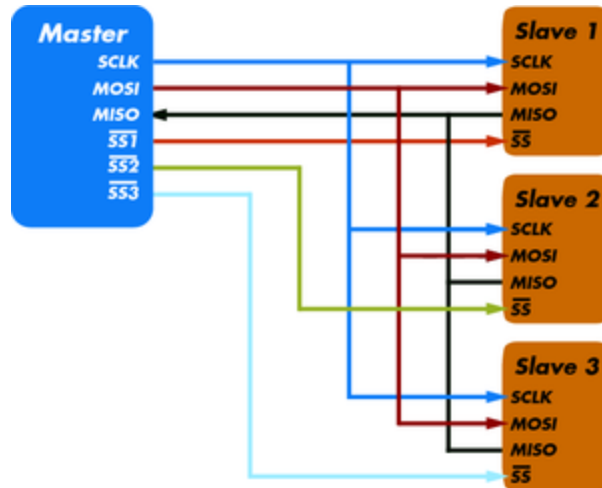 Master
SCLK
MOSI
MISO
SS1
SS2
SS3
Slave 1
SCLK
MOSI
MISO
SS
Slave 2
SCLK
MOSI
MISO
SS
Slave 3
SCLK
MOSI
MISO
SS